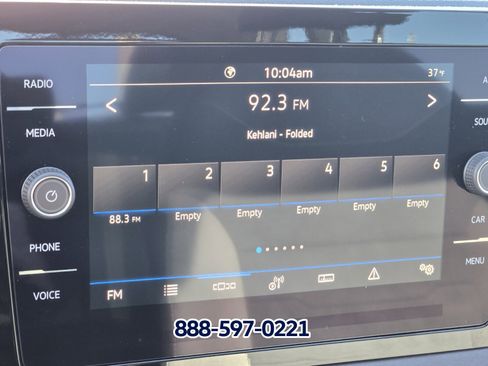 10:04am 37°F
RADIO
92.3 FM
MEDIA
Kehlani - Folded
1 2 3 4 5 6
88.3 FM Empty Empty Empty Empty Empty
PHONE
CAR
VOICE
MENU
FM
888-597-0221